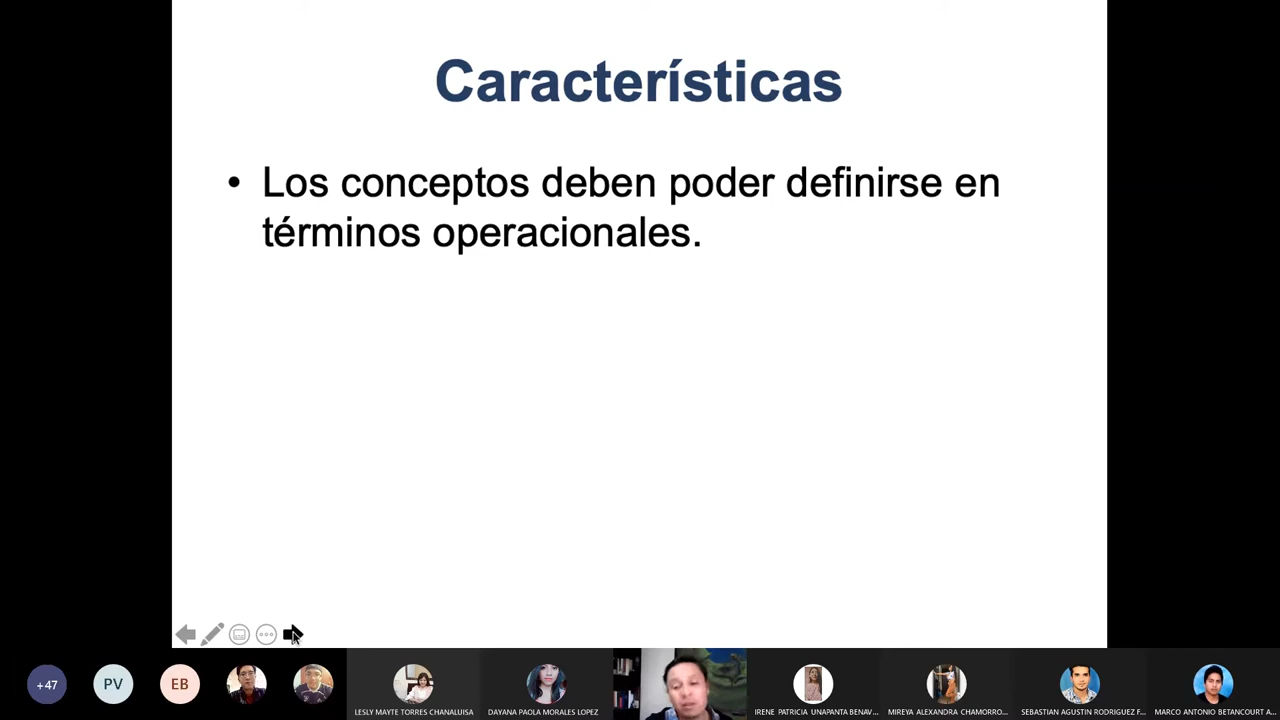 Características
• Los conceptos deben poder definirse en
términos operacionales.
+47
PV
EB
LESLY MAYTE TORRES CHANALUISA
DAYANA PAOLA MORALES LOPEZ
IRENE PATRICIA UNAPANTA BENAV...
MIREYA ALEXANDRA CHAMORRO...
SEBASTIAN AGUSTIN RODRIGUEZ F...
MARCO ANTONIO BETANCOURT A...